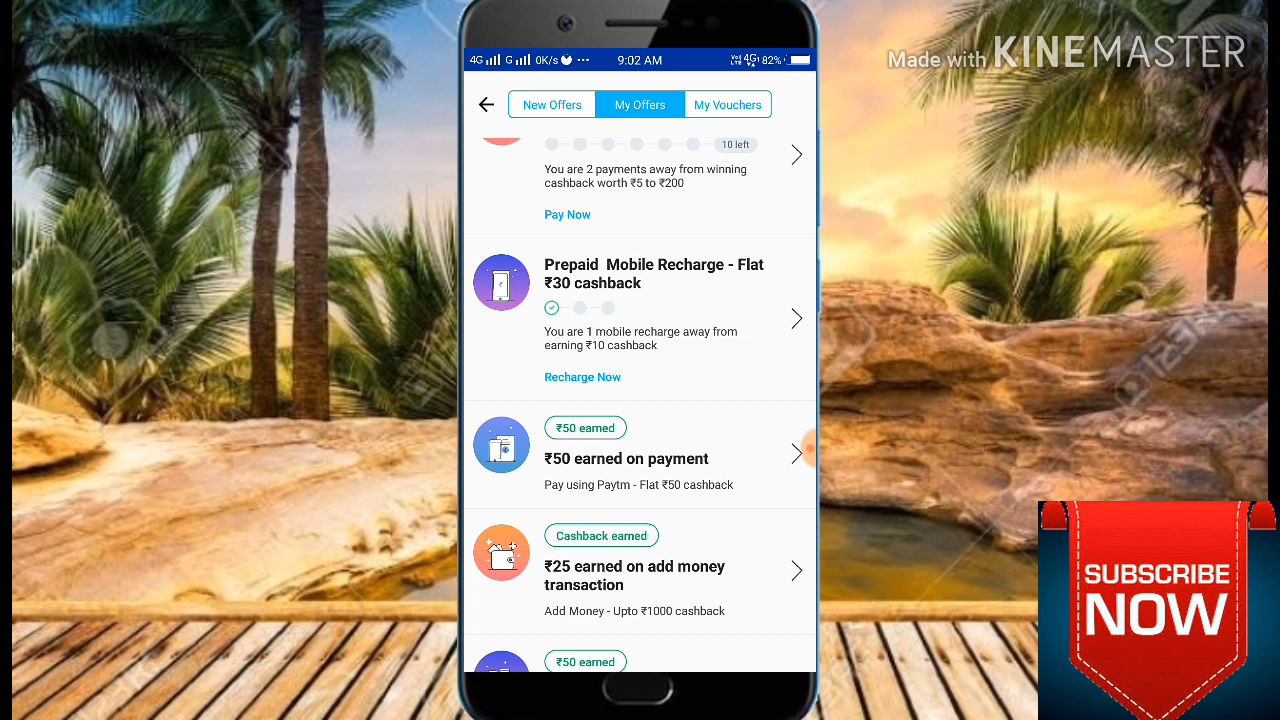 Made with KINEMASTER
4G G 0K/s ... 9:02 AM VoI LTE 4G 82%
New Offers My Offers My Vouchers
10 left
You are 2 payments away from winning
cashback worth ₹5 to ₹200
Pay Now
Prepaid Mobile Recharge - Flat
₹30 cashback
You are 1 mobile recharge away from
earning ₹10 cashback
Recharge Now
₹50 earned
₹50 earned on payment
Pay using Paytm - Flat ₹50 cashback
Cashback earned
₹25 earned on add money
transaction
Add Money - Upto ₹1000 cashback
₹50 earned
SUBSCRIBE
NOW
123RF